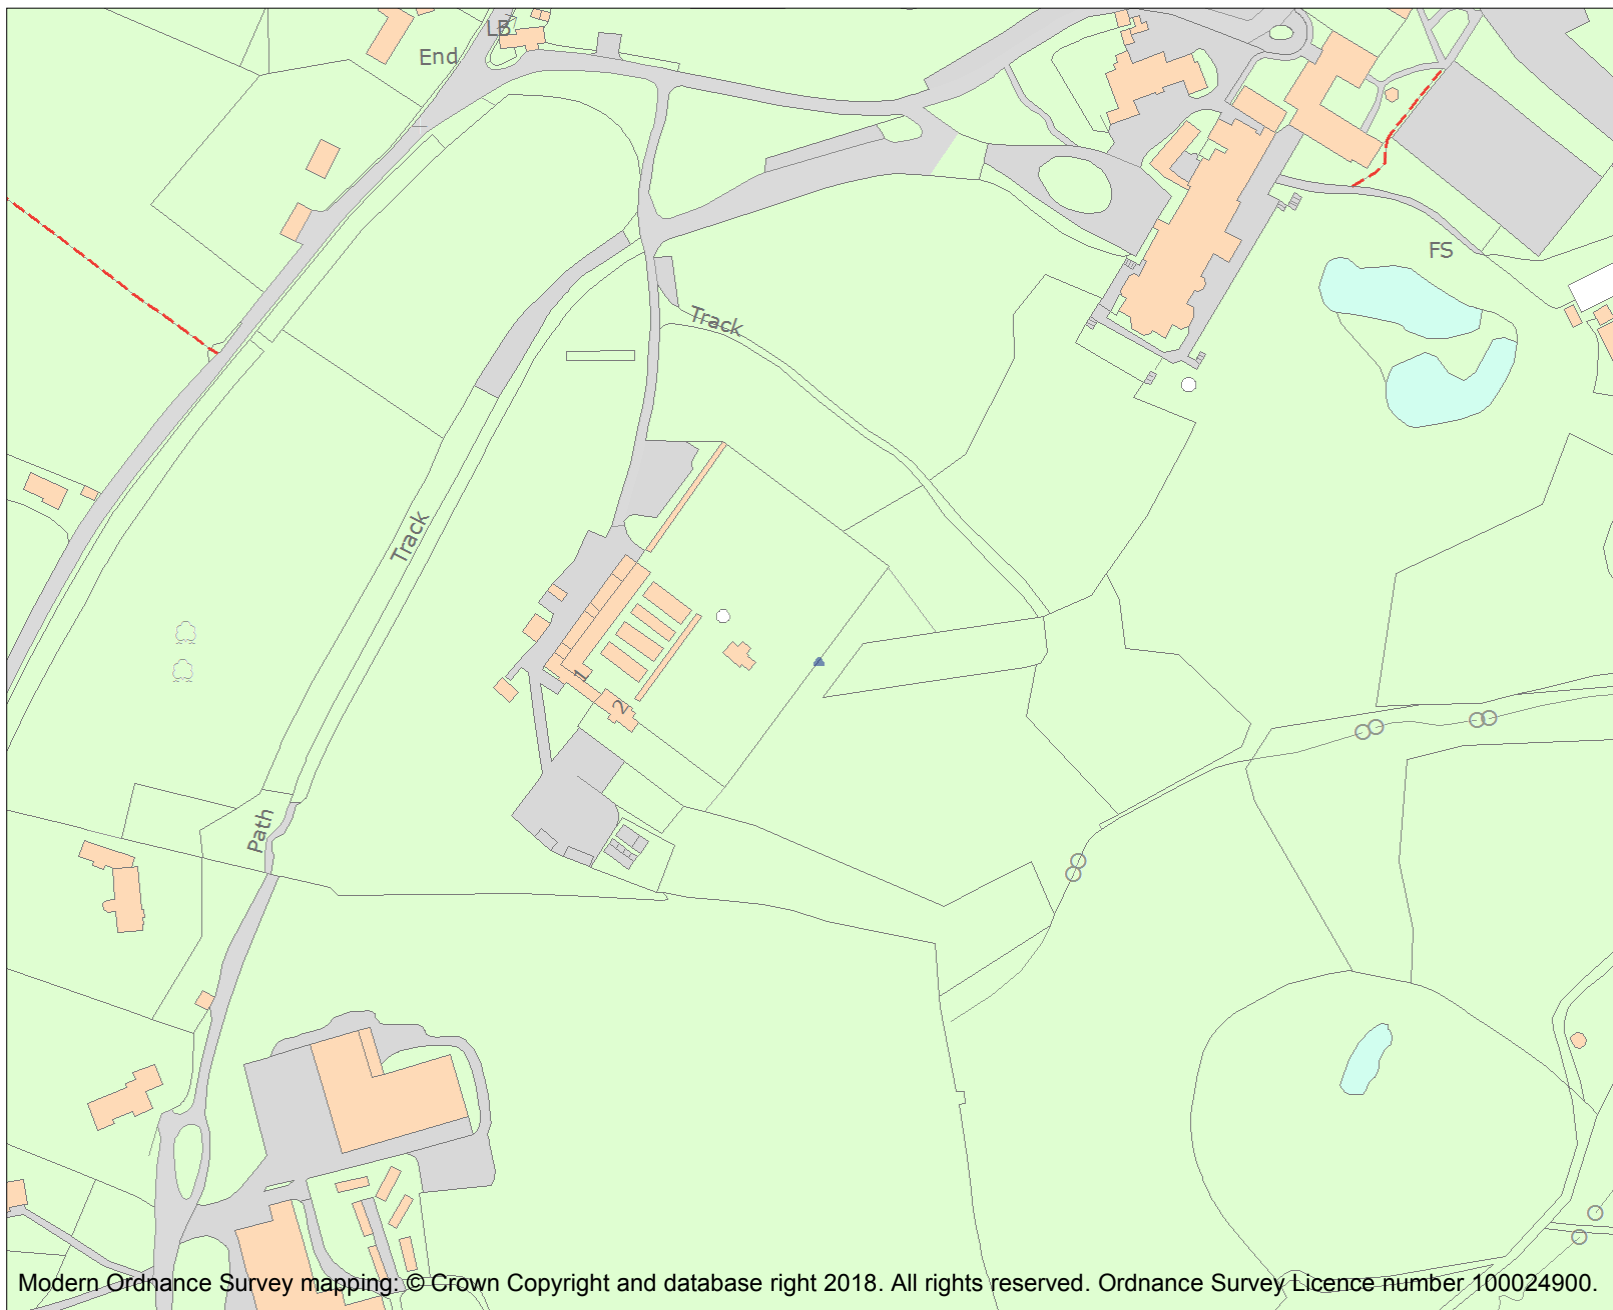 LB
End
FS
Track
Track
1
2
Path
Modern Ordnance Survey mapping: © Crown Copyright and database right 2018. All rights reserved. Ordnance Survey Licence number 100024900.